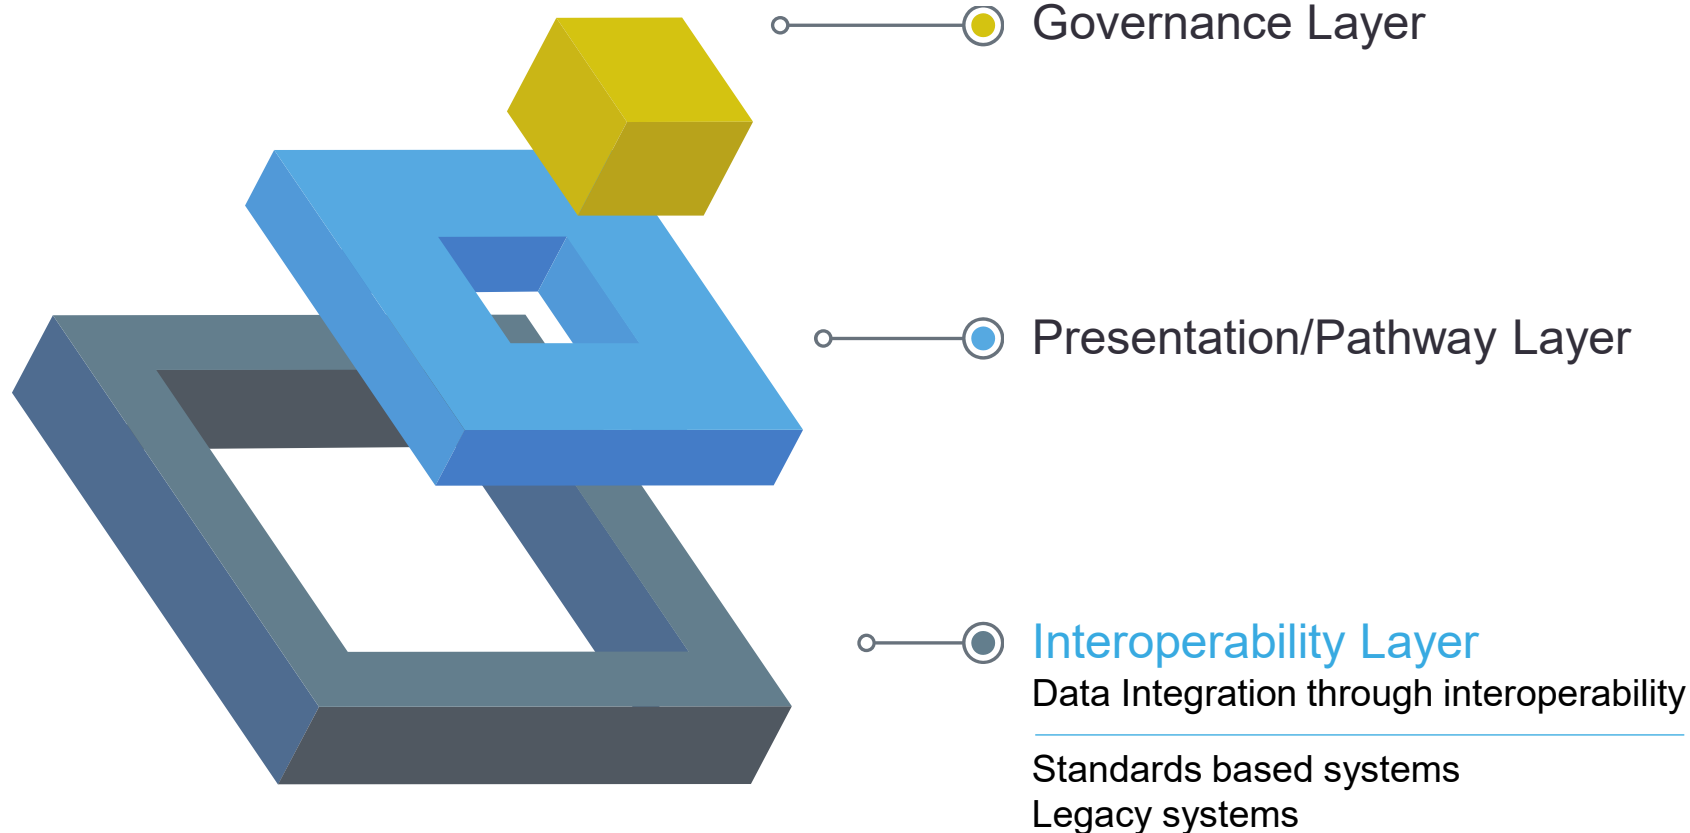 Governance Layer
Presentation/Pathway Layer
Interoperability Layer
Data Integration through interoperability
Standards based systems
Legacy systems